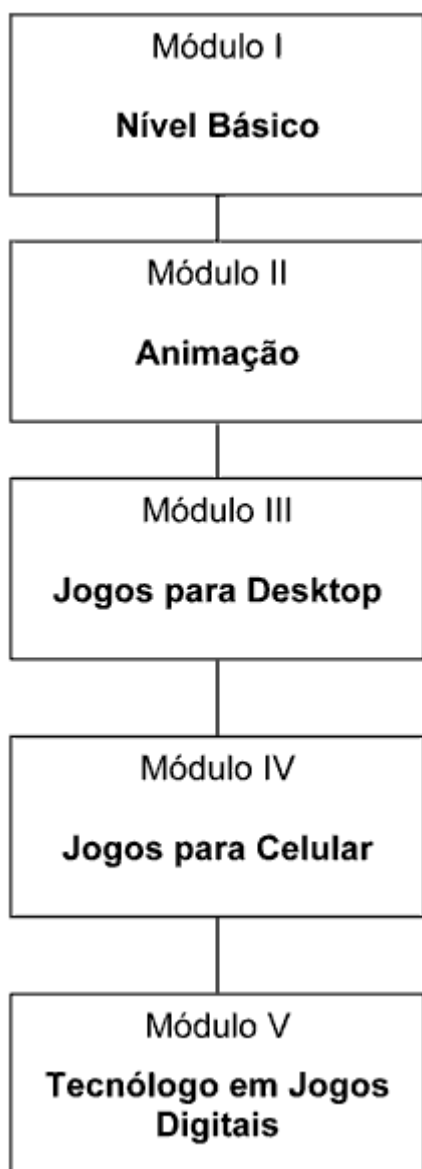 Módulo I
Nível Básico
Módulo II
Animação
Módulo III
Jogos para Desktop
Módulo IV
Jogos para Celular
Módulo V
Tecnólogo em Jogos
Digitais